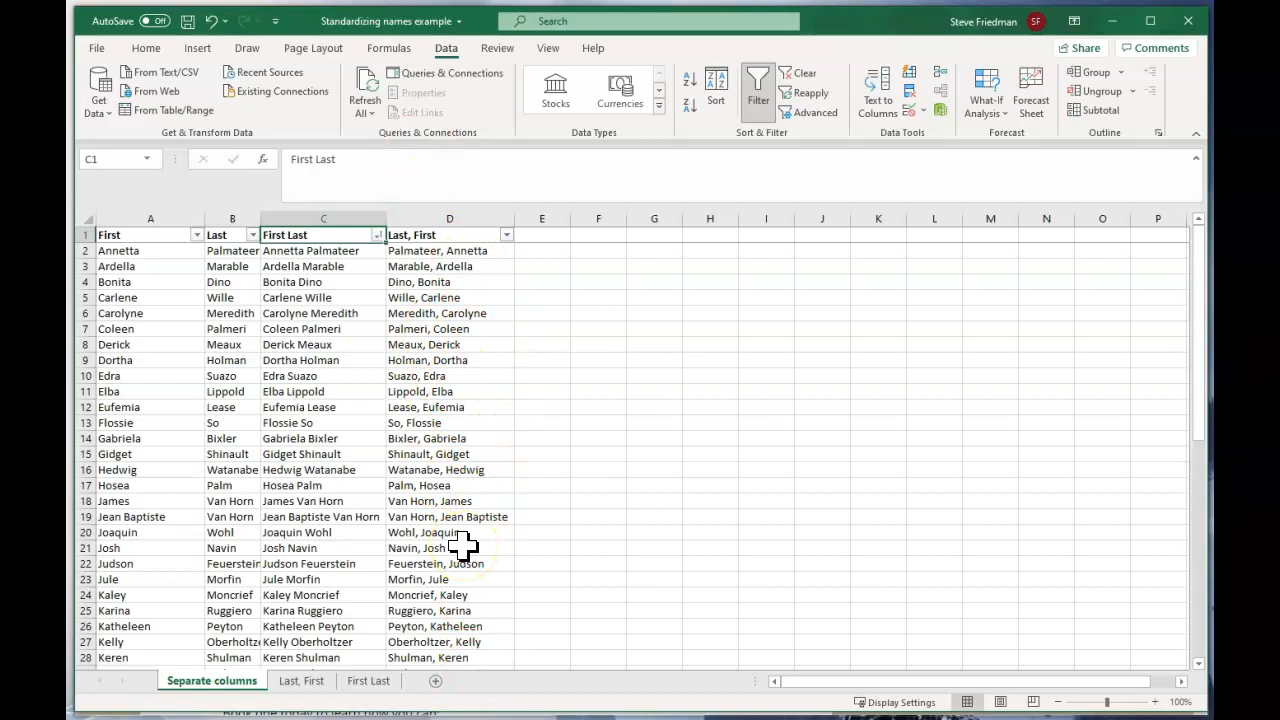 AutoSave Off Standardizing names example Search Steve Friedman SF
File Home Insert Draw Page Layout Formulas Data Review View Help Share Comments
Get Data From Text/CSV From Web From Table/Range Recent Sources Existing Connections
Get & Transform Data
Refresh All Queries & Connections Properties Edit Links
Queries & Connections
Stocks Currencies
Data Types
Sort Filter Clear Reapply Advanced
Sort & Filter
Text to Columns
Data Tools
What-If Analysis Forecast Sheet
Forecast
Group Ungroup Subtotal
Outline
C1 fx First Last
A B C D E F G H I J K L M N O P
1 First Last First Last Last, First
2 Annetta Palmateer Annetta Palmateer Palmateer, Annetta
3 Ardella Marable Ardella Marable Marable, Ardella
4 Bonita Dino Bonita Dino Dino, Bonita
5 Carlene Wille Carlene Wille Wille, Carlene
6 Carolyne Meredith Carolyne Meredith Meredith, Carolyne
7 Coleen Palmeri Coleen Palmeri Palmeri, Coleen
8 Derick Meaux Derick Meaux Meaux, Derick
9 Dortha Holman Dortha Holman Holman, Dortha
10 Edra Suazo Edra Suazo Suazo, Edra
11 Elba Lippold Elba Lippold Lippold, Elba
12 Eufemia Lease Eufemia Lease Lease, Eufemia
13 Flossie So Flossie So So, Flossie
14 Gabriela Bixler Gabriela Bixler Bixler, Gabriela
15 Gidget Shinault Gidget Shinault Shinault, Gidget
16 Hedwig Watanabe Hedwig Watanabe Watanabe, Hedwig
17 Hosea Palm Hosea Palm Palm, Hosea
18 James Van Horn James Van Horn Van Horn, James
19 Jean Baptiste Van Horn Jean Baptiste Van Horn Van Horn, Jean Baptiste
20 Joaquin Wohl Joaquin Wohl Wohl, Joaquin
21 Josh Navin Josh Navin Navin, Josh
22 Judson Feuerstein Judson Feuerstein Feuerstein, Judson
23 Jule Morfin Jule Morfin Morfin, Jule
24 Kaley Moncrief Kaley Moncrief Moncrief, Kaley
25 Karina Ruggiero Karina Ruggiero Ruggiero, Karina
26 Katheleen Peyton Katheleen Peyton Peyton, Katheleen
27 Kelly Oberholtze Kelly Oberholtzer Oberholtzer, Kelly
28 Keren Shulman Keren Shulman Shulman, Keren
Separate columns Last, First First Last
Display Settings 100%
Book one today to learn how you can: